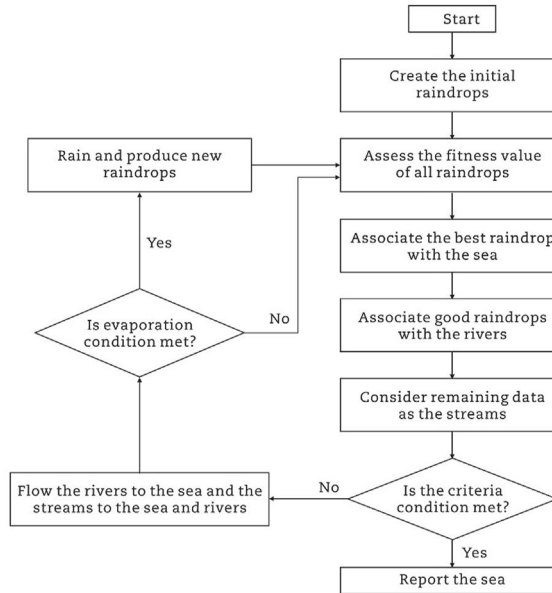 Start
Create the initial
raindrops
Rain and produce new
raindrops
Assess the fitness value
of all raindrops
Yes
Associate the best raindrop
with the sea
Is evaporation
condition met?
No
Associate good raindrops
with the rivers
Consider remaining data
as the streams
Flow the rivers to the sea and the
streams to the sea and rivers
No
Is the criteria
condition met?
Yes
Report the sea